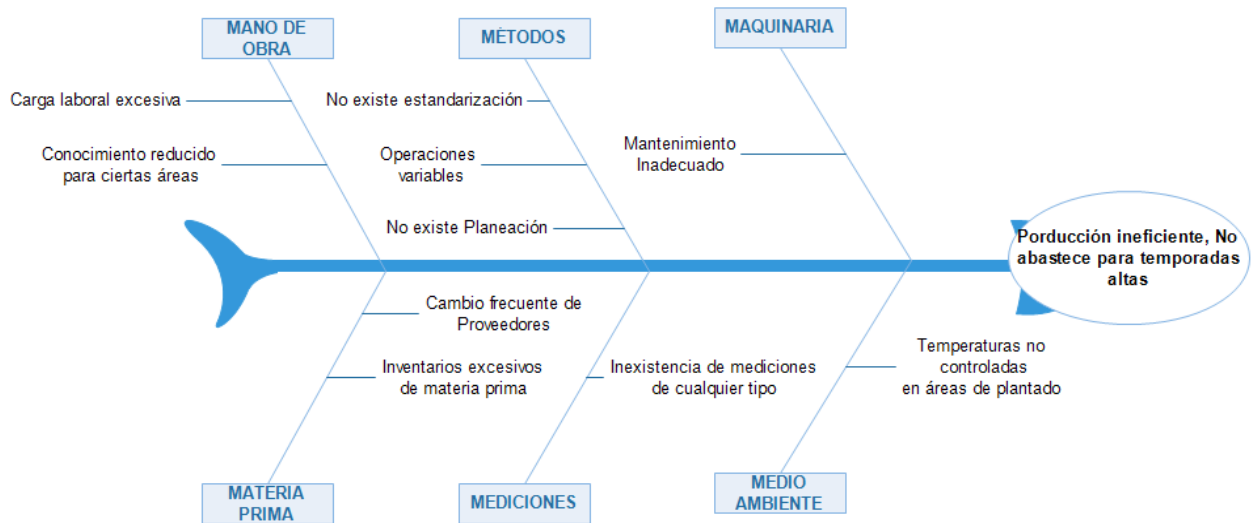 MANO DE
OBRA
MÉTODOS
MAQUINARIA
Carga laboral excesiva
No existe estandarización
Conocimiento reducido
para ciertas áreas
Operaciones
variables
Mantenimiento
Inadecuado
No existe Planeación
Porducción ineficiente, No
abastece para temporadas
altas
Cambio frecuente de
Proveedores
Inventarios excesivos
de materia prima
Inexistencia de mediciones
de cualquier tipo
Temperaturas no
controladas
en áreas de plantado
MATERIA
PRIMA
MEDICIONES
MEDIO
AMBIENTE